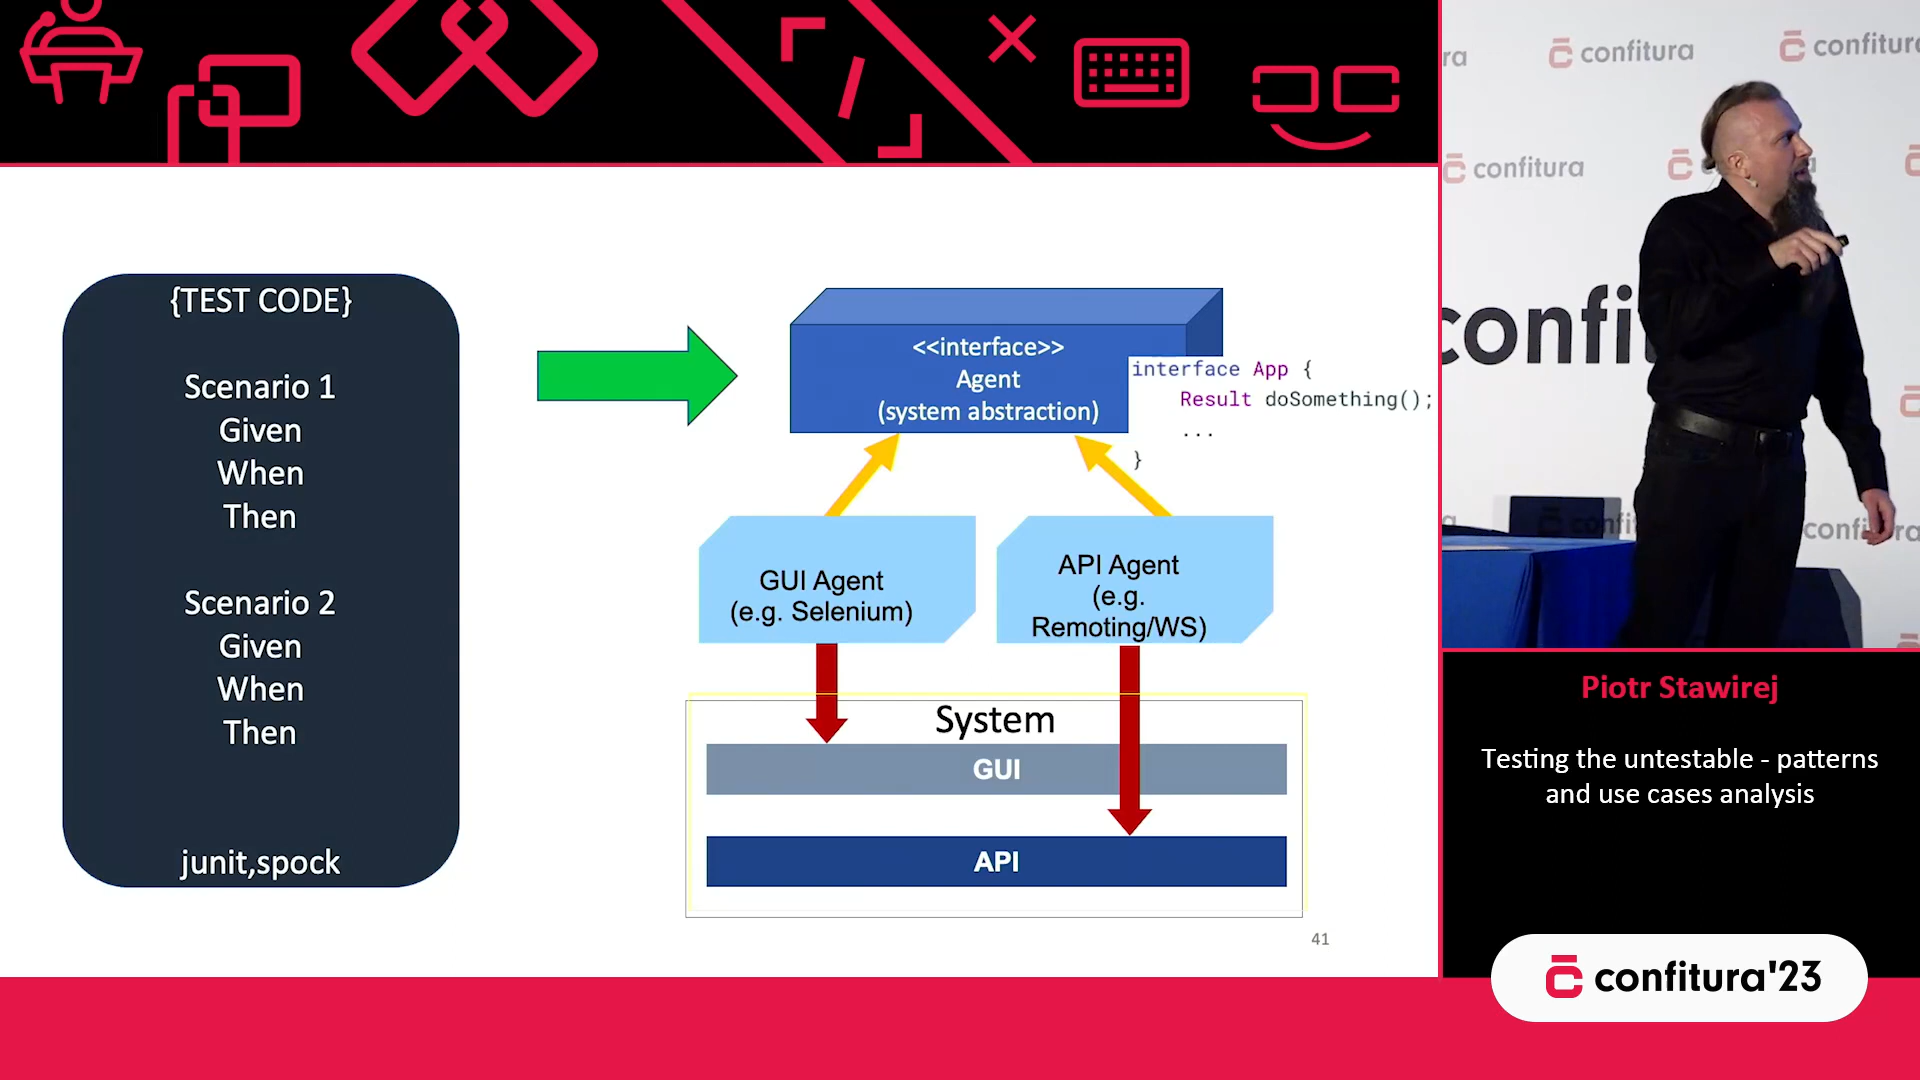 {TEST CODE}
Scenario 1
Given
When
Then
Scenario 2
Given
When
Then
junit,spock
<<interface>>
Agent
(system abstraction)
interface App {
Result doSomething();
...
}
GUI Agent
(e.g. Selenium)
API Agent
(e.g.
Remoting/WS)
System
GUI
API
41
confitura
confitura
confitura
confi
Piotr Stawirej
Testing the untestable - patterns
and use cases analysis
confitura'23